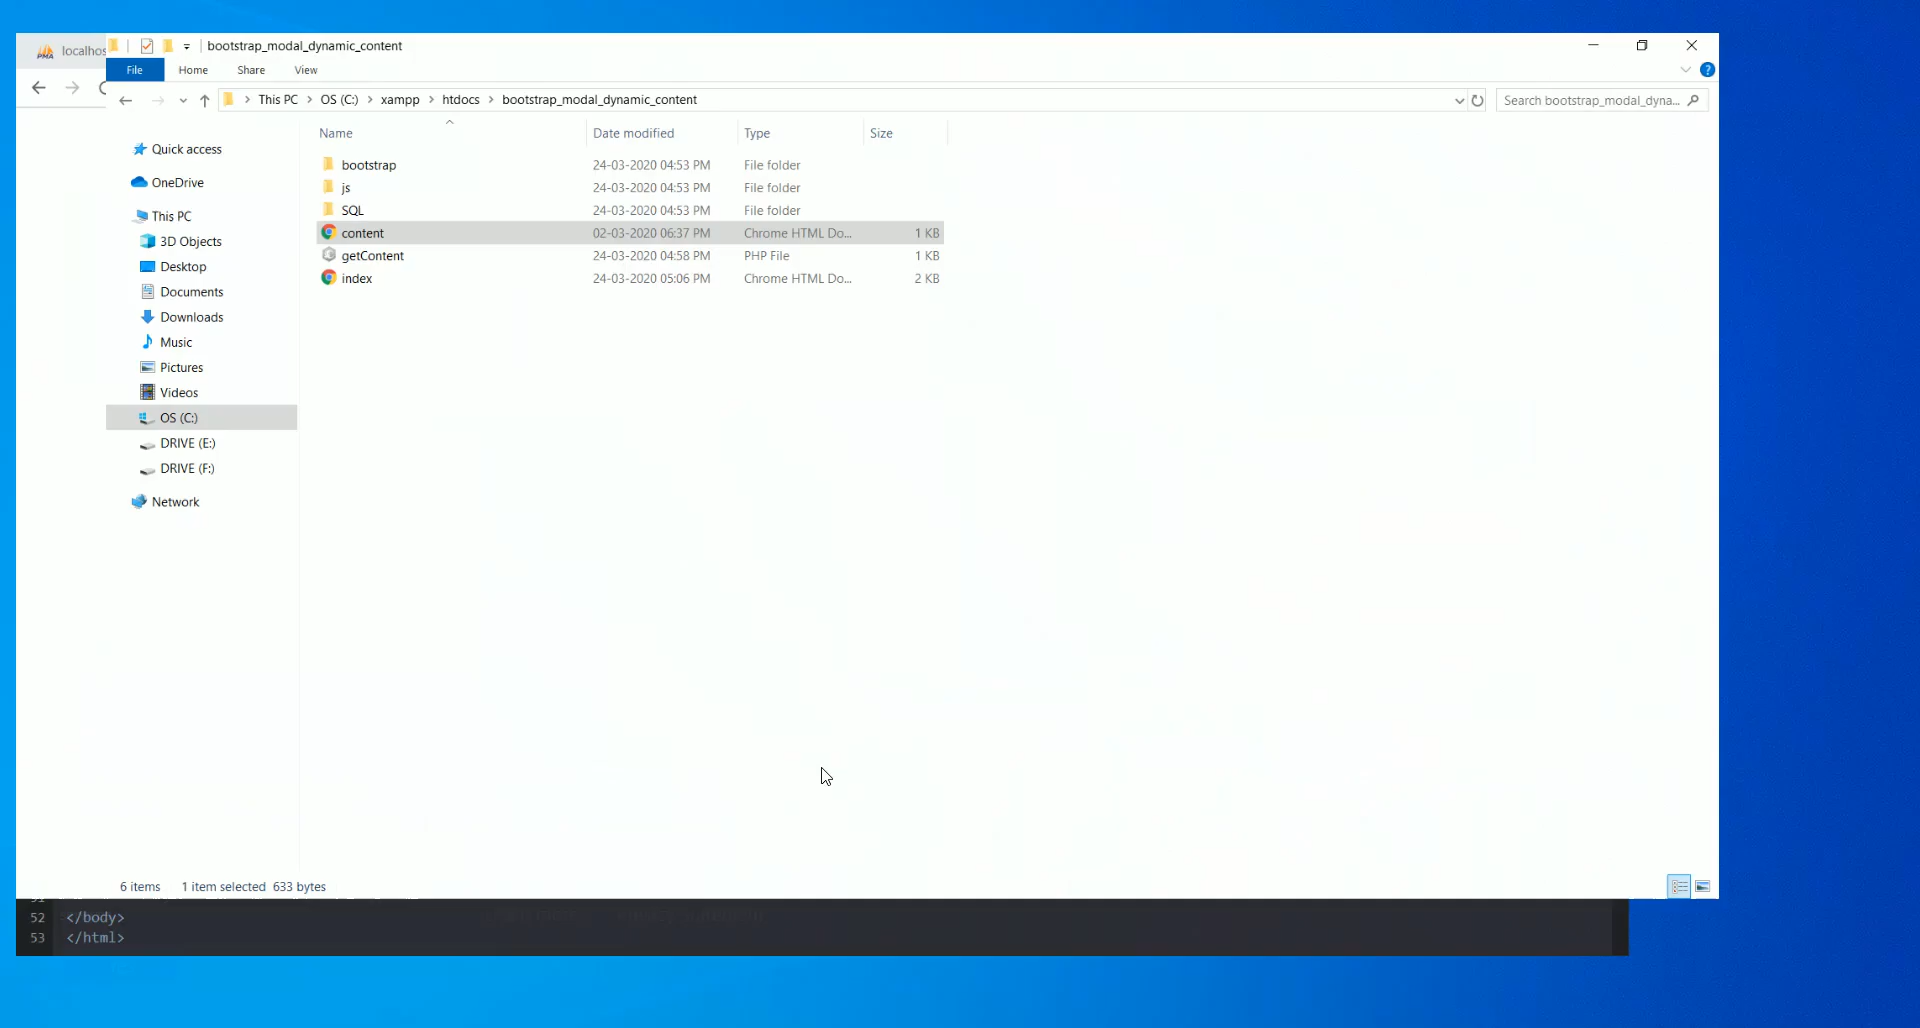 localhos
bootstrap_modal_dynamic_content
File Home Share View
This PC OS (C:) xampp htdocs bootstrap_modal_dynamic_content
Search bootstrap_modal_dyna...
Name Date modified Type Size
Quick access
OneDrive
This PC
3D Objects
Desktop
Documents
Downloads
Music
Pictures
Videos
OS (C:)
DRIVE (E:)
DRIVE (F:)
Network
bootstrap 24-03-2020 04:53 PM File folder
js 24-03-2020 04:53 PM File folder
SQL 24-03-2020 04:53 PM File folder
content 02-03-2020 06:37 PM Chrome HTML Do... 1 KB
getContent 24-03-2020 04:58 PM PHP File 1 KB
index 24-03-2020 05:06 PM Chrome HTML Do... 2 KB
6 items 1 item selected 633 bytes
52 </body>
53 </html>